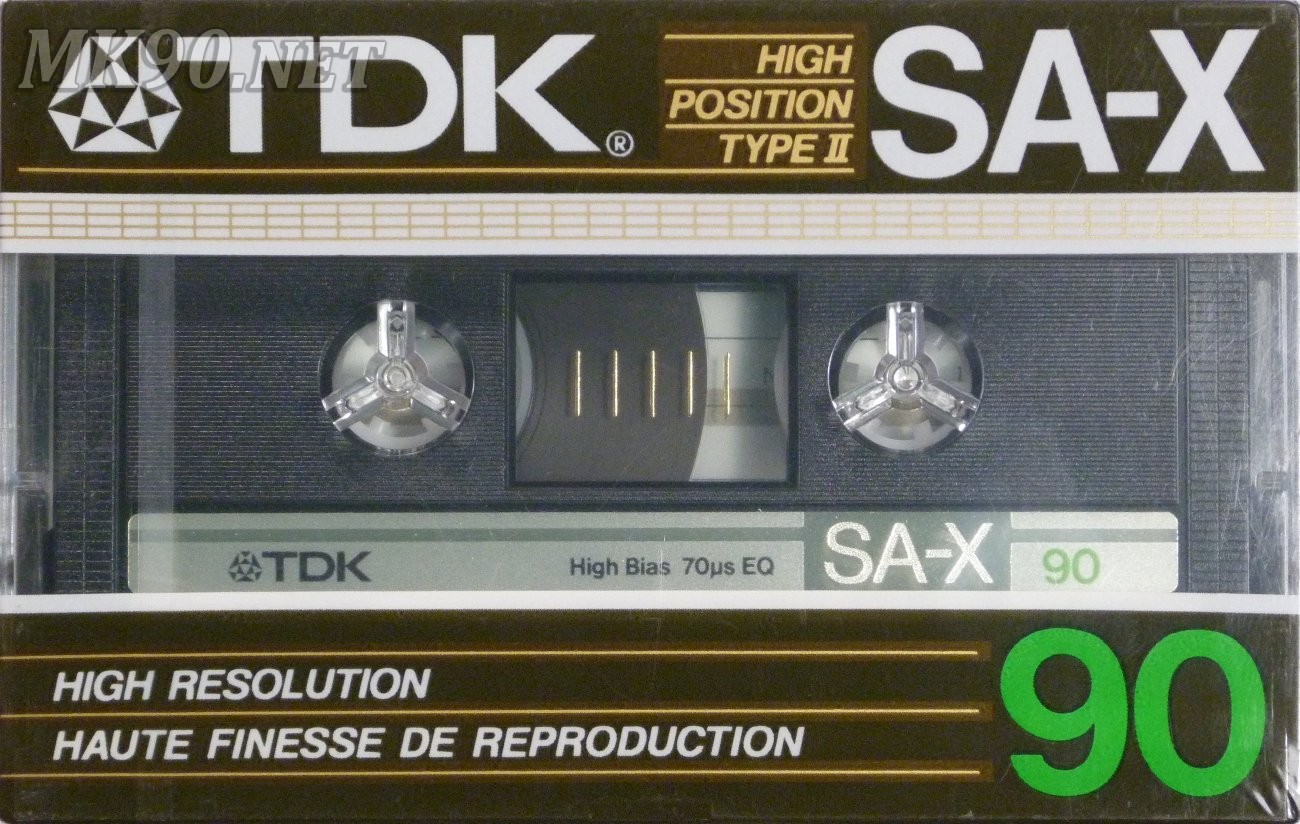 MK90.NET
TDK®
HIGH
POSITION
TYPE II
SA-X
TDK
High Bias 70µs EQ
SA-X
90
HIGH RESOLUTION
HAUTE FINESSE DE REPRODUCTION
90